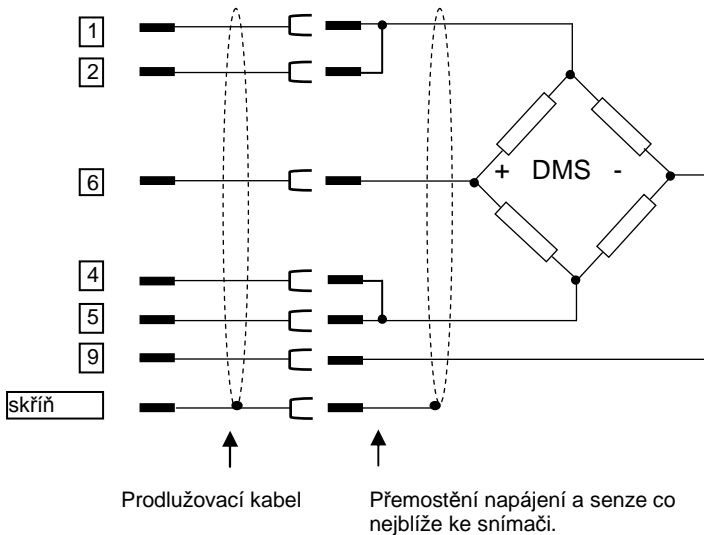 1
2
6
+ DMS -
4
5
9
skříň
Prodlužovací kabel
Přemostění napájení a senze co
nejblíže ke snímači.